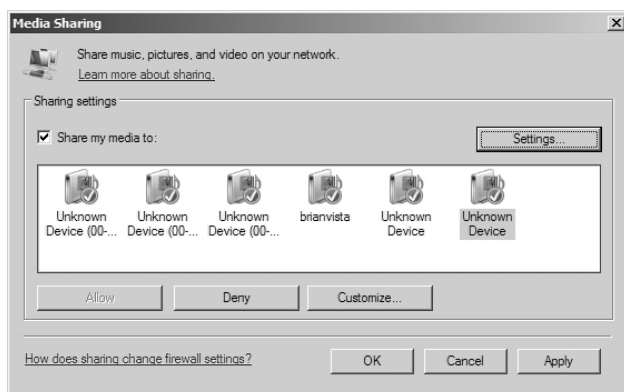 Media Sharing
Share music, pictures, and video on your network.
Learn more about sharing.
Sharing settings
Share my media to:
Settings...
Unknown Device (00-...
Unknown Device (00-...
Unknown Device (00-...
brianvista
Unknown Device
Unknown Device
Allow
Deny
Customize...
How does sharing change firewall settings?
OK
Cancel
Apply